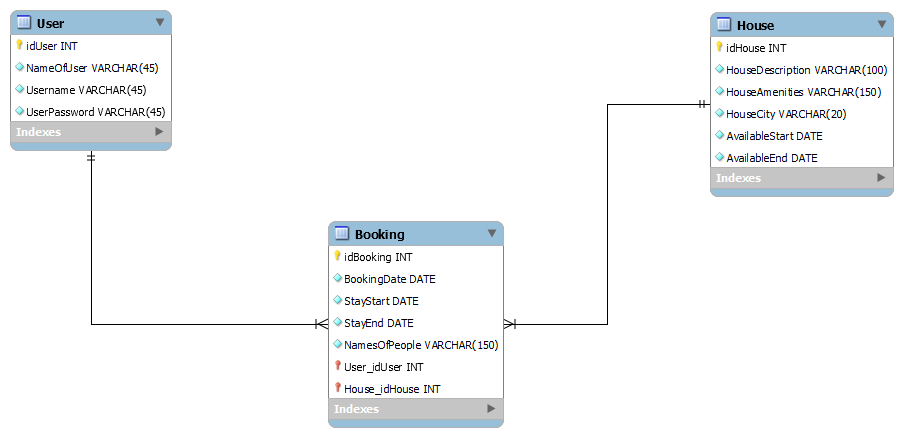 User
idUser INT
NameOfUser VARCHAR(45)
Username VARCHAR(45)
UserPassword VARCHAR(45)
Indexes
House
idHouse INT
HouseDescription VARCHAR(100)
HouseAmenities VARCHAR(150)
HouseCity VARCHAR(20)
AvailableStart DATE
AvailableEnd DATE
Indexes
Booking
idBooking INT
BookingDate DATE
StayStart DATE
StayEnd DATE
NamesOfPeople VARCHAR(150)
User_idUser INT
House_idHouse INT
Indexes